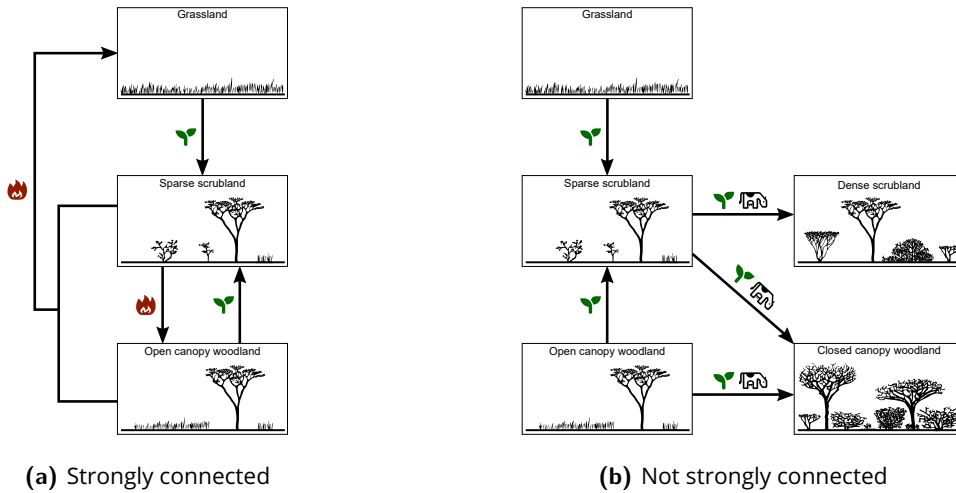 Grassland
Sparse scrubland
Open canopy woodland
(a) Strongly connected
Grassland
Sparse scrubland
Dense scrubland
Open canopy woodland
Closed canopy woodland
(b) Not strongly connected